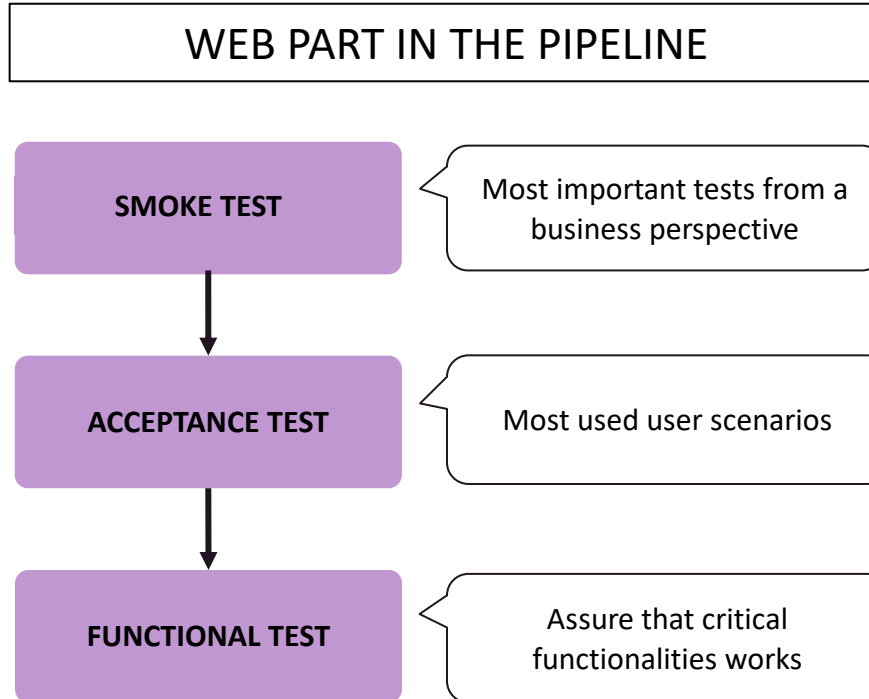 WEB PART IN THE PIPELINE
SMOKE TEST
Most important tests from a
business perspective
ACCEPTANCE TEST
Most used user scenarios
FUNCTIONAL TEST
Assure that critical
functionalities works